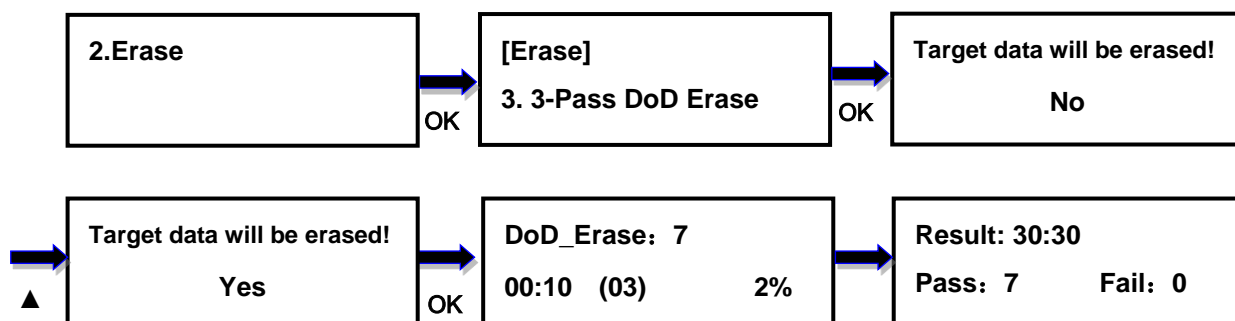 2.Erase
OK
[Erase]
3. 3-Pass DoD Erase
OK
Target data will be erased!
No
▲
Target data will be erased!
Yes
OK
DoD_Erase：7
00:10 (03) 2%
Result: 30:30
Pass：7 Fail：0